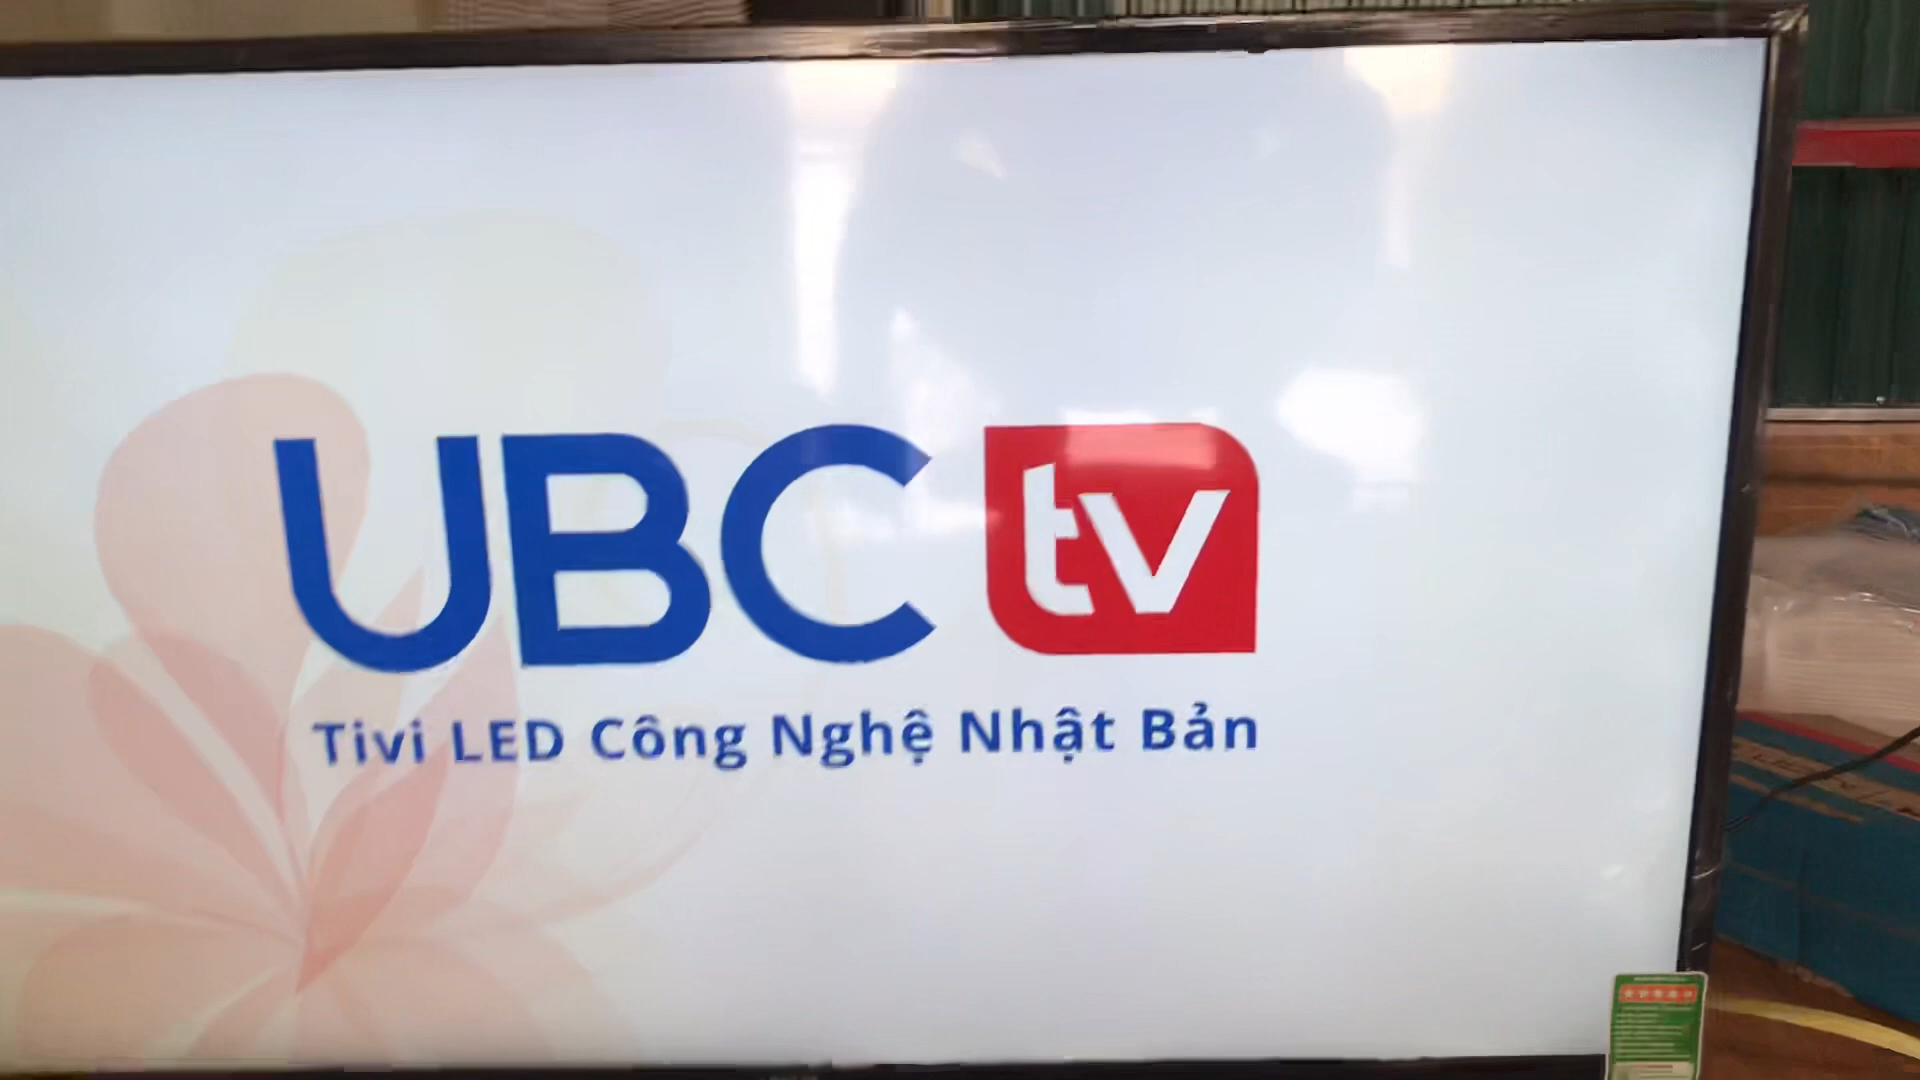 UBC tv
Tivi LED Công Nghệ Nhật Bản